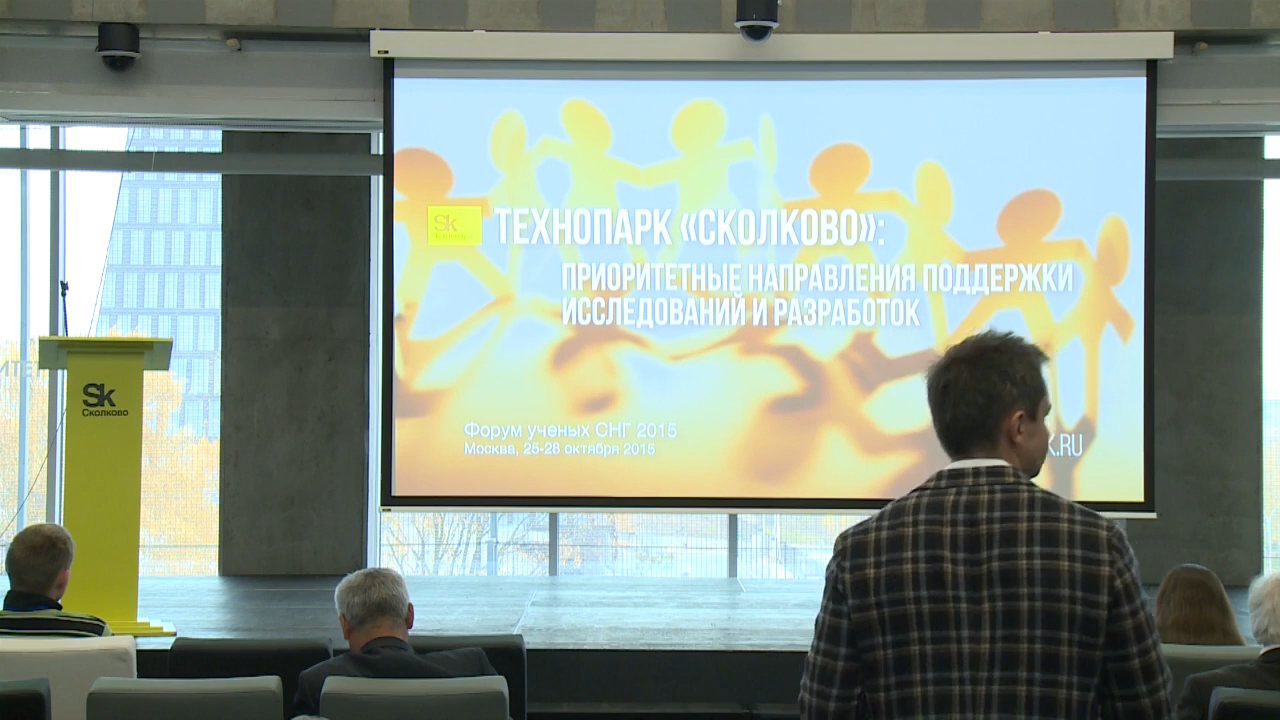 Sk
ТЕХНОПАРК «СКОЛКОВО»:
ПРИОРИТЕТНЫЕ НАПРАВЛЕНИЯ ПОДДЕРЖКИ
ИССЛЕДОВАНИЙ И РАЗРАБОТОК
Форум ученых СНГ 2015
Москва, 25-28 октября 2015
K.RU
Sk
Сколково